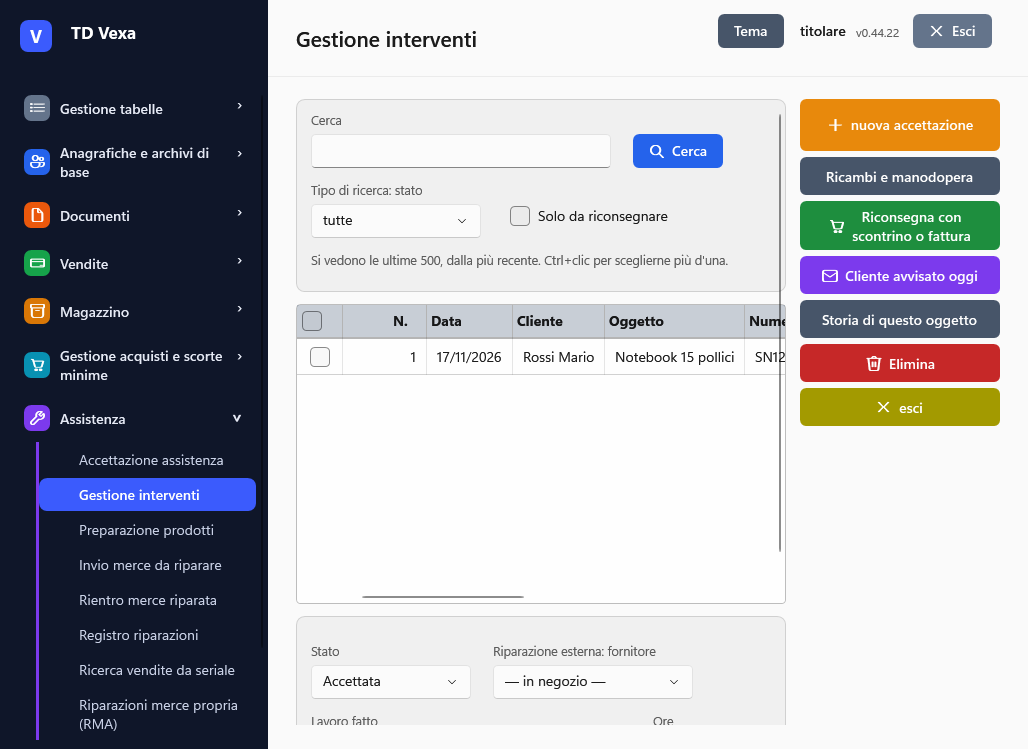 V
TD Vexa
Gestione tabelle
Anagrafiche e archivi di
base
Documenti
Vendite
Magazzino
Gestione acquisti e scorte
minime
Assistenza
Accettazione assistenza
Gestione interventi
Preparazione prodotti
Invio merce da riparare
Rientro merce riparata
Registro riparazioni
Ricerca vendite da seriale
Riparazioni merce propria
(RMA)
Gestione interventi
Tema
titolare v0.44.22
Esci
Cerca
Cerca
Tipo di ricerca: stato
tutte
Solo da riconsegnare
Si vedono le ultime 500, dalla più recente. Ctrl+clic per sceglierne più d'una.
N. Data Cliente Oggetto Nume
1 17/11/2026 Rossi Mario Notebook 15 pollici SN12
Stato
Accettata
Riparazione esterna: fornitore
— in negozio —
Lavoro fatto
Ore
nuova accettazione
Ricambi e manodopera
Riconsegna con
scontrino o fattura
Cliente avvisato oggi
Storia di questo oggetto
Elimina
esci